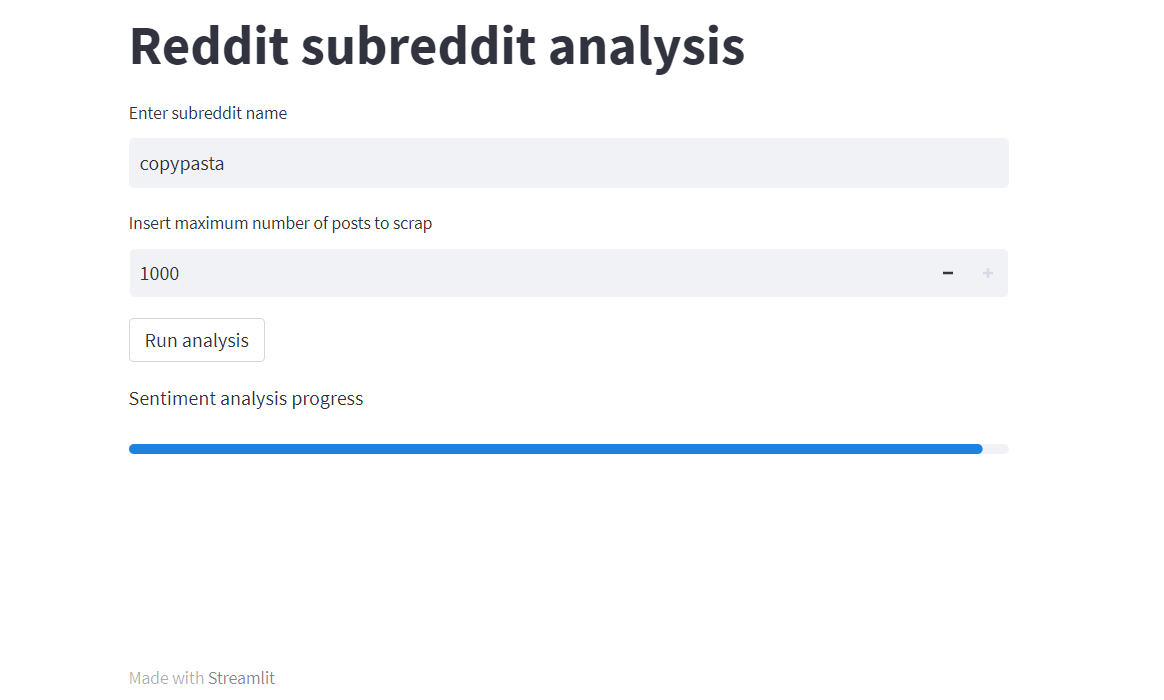 Reddit subreddit analysis
Enter subreddit name
copypasta
Insert maximum number of posts to scrap
1000
Run analysis
Sentiment analysis progress
Made with Streamlit